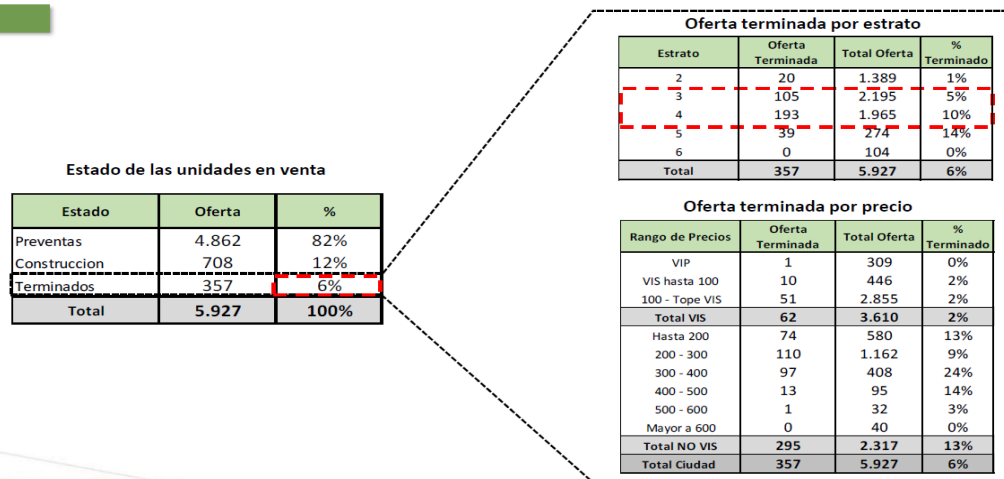 Estado de las unidades en venta
Estado Oferta %
Preventas 4.862 82%
Construccion 708 12%
Terminados 357 6%
Total 5.927 100%
Oferta terminada por estrato
Estrato Oferta Terminada Total Oferta % Terminado
2 20 1.389 1%
3 105 2.195 5%
4 193 1.965 10%
5 39 274 14%
6 0 104 0%
Total 357 5.927 6%
Oferta terminada por precio
Rango de Precios Oferta Terminada Total Oferta % Terminado
VIP 1 309 0%
VIS hasta 100 10 446 2%
100 - Tope VIS 51 2.855 2%
Total VIS 62 3.610 2%
Hasta 200 74 580 13%
200 - 300 110 1.162 9%
300 - 400 97 408 24%
400 - 500 13 95 14%
500 - 600 1 32 3%
Mayor a 600 0 40 0%
Total NO VIS 295 2.317 13%
Total Ciudad 357 5.927 6%